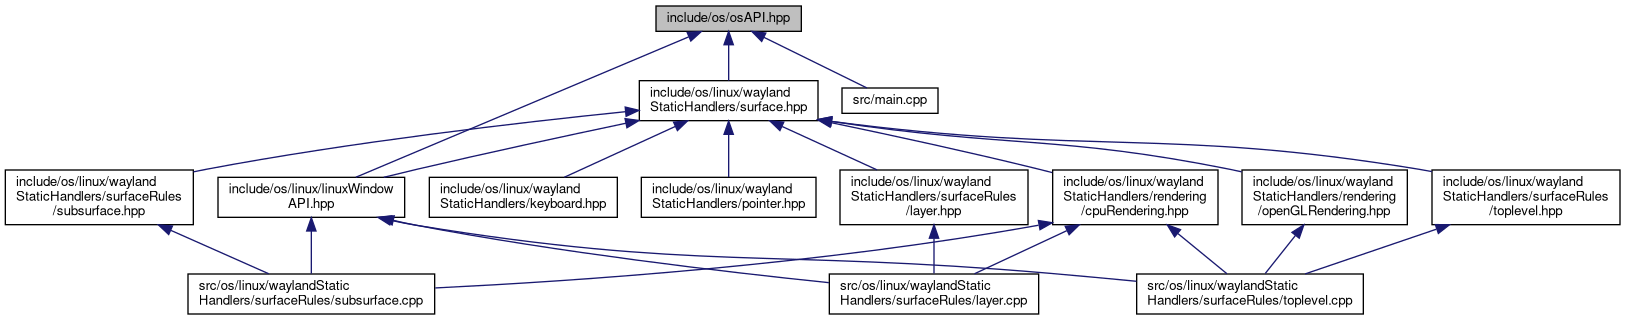 include/os/osAPI.hpp
include/os/linux/wayland
StaticHandlers/surface.hpp
src/main.cpp
include/os/linux/wayland
StaticHandlers/surfaceRules
/subsurface.hpp
include/os/linux/linuxWindow
API.hpp
include/os/linux/wayland
StaticHandlers/keyboard.hpp
include/os/linux/wayland
StaticHandlers/pointer.hpp
include/os/linux/wayland
StaticHandlers/surfaceRules
/layer.hpp
include/os/linux/wayland
StaticHandlers/rendering
/cpuRendering.hpp
include/os/linux/wayland
StaticHandlers/rendering
/openGLRendering.hpp
include/os/linux/wayland
StaticHandlers/surfaceRules
/toplevel.hpp
src/os/linux/waylandStatic
Handlers/surfaceRules/subsurface.cpp
src/os/linux/waylandStatic
Handlers/surfaceRules/layer.cpp
src/os/linux/waylandStatic
Handlers/surfaceRules/toplevel.cpp